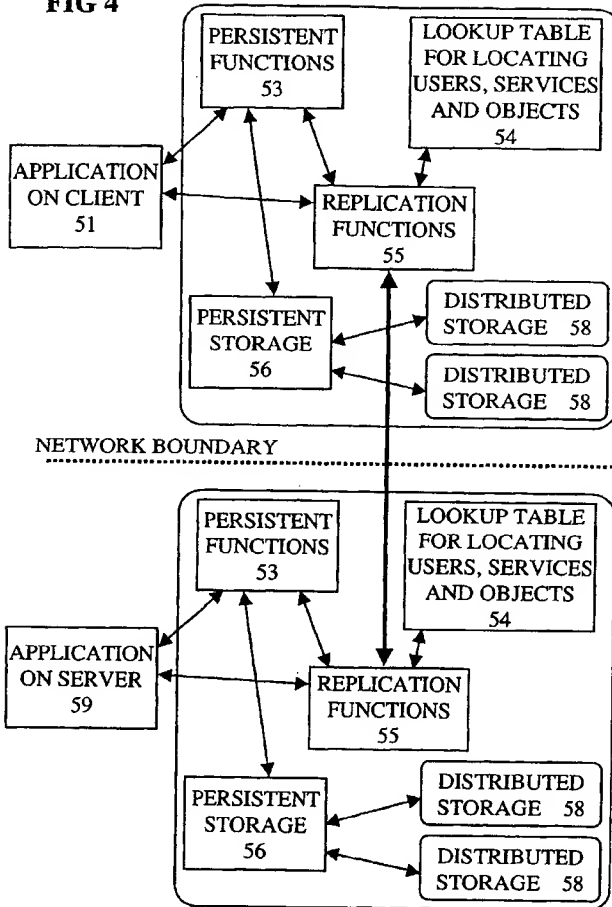 FIG 4
PERSISTENT
FUNCTIONS
53
LOOKUP TABLE
FOR LOCATING
USERS, SERVICES
AND OBJECTS
54
APPLICATION
ON CLIENT
51
REPLICATION
FUNCTIONS
55
PERSISTENT
STORAGE
56
DISTRIBUTED
STORAGE 58
DISTRIBUTED
STORAGE 58
NETWORK BOUNDARY
PERSISTENT
FUNCTIONS
53
LOOKUP TABLE
FOR LOCATING
USERS, SERVICES
AND OBJECTS
54
APPLICATION
ON SERVER
59
REPLICATION
FUNCTIONS
55
PERSISTENT
STORAGE
56
DISTRIBUTED
STORAGE 58
DISTRIBUTED
STORAGE 58